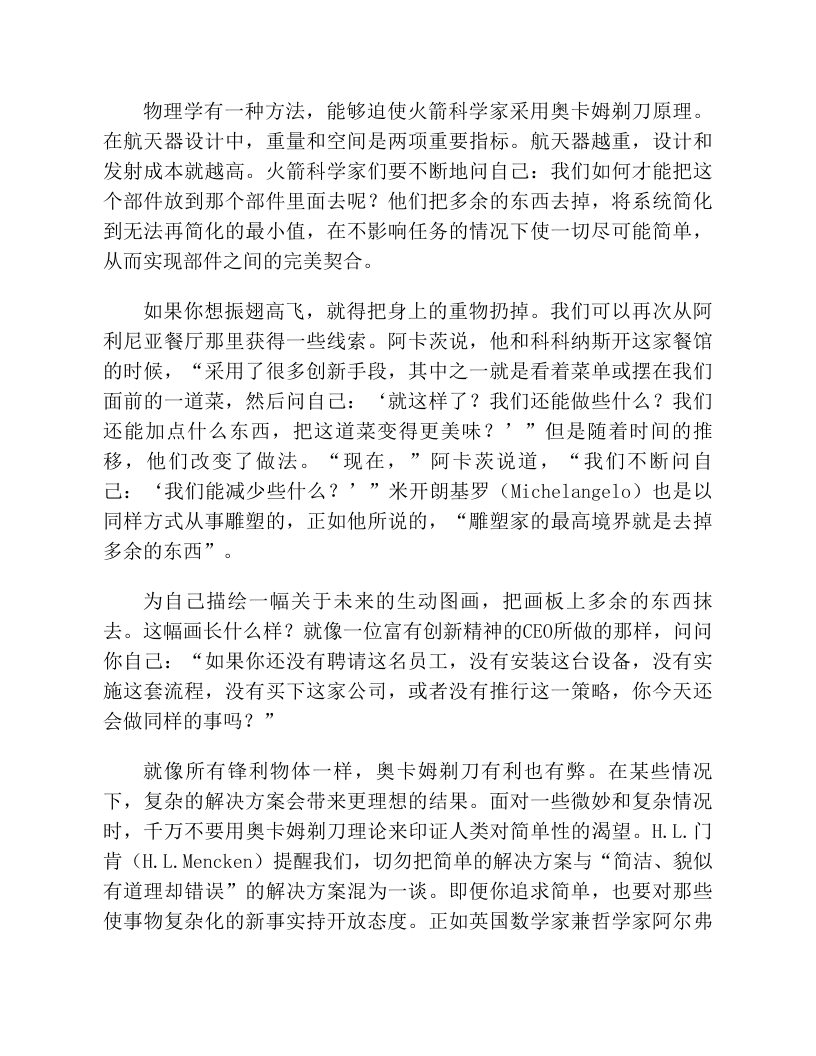 物理学有一种方法，能够迫使火箭科学家采用奥卡姆剃刀原理。
在航天器设计中，重量和空间是两项重要指标。航天器越重，设计和
发射成本就越高。火箭科学家们要不断地问自己：我们如何才能把这
个部件放到那个部件里面去呢？他们把多余的东西去掉，将系统简化
到无法再简化的最小值，在不影响任务的情况下使一切尽可能简单，
从而实现部件之间的完美契合。
如果你想振翅高飞，就得把身上的重物扔掉。我们可以再次从阿
利尼亚餐厅那里获得一些线索。阿卡茨说，他和科科纳斯开这家餐馆
的时候，“采用了很多创新手段，其中之一就是看着菜单或摆在我们
面前的一道菜，然后问自己：‘就这样了？我们还能做些什么？我们
还能加点什么东西，把这道菜变得更美味？’”但是随着时间的推
移，他们改变了做法。“现在，”阿卡茨说道，“我们不断问自
己：‘我们能减少些什么？’”米开朗基罗（Michelangelo）也是以
同样方式从事雕塑的，正如他所说的，“雕塑家的最高境界就是去掉
多余的东西”。
为自己描绘一幅关于未来的生动图画，把画板上多余的东西抹
去。这幅画长什么样？就像一位富有创新精神的CEO所做的那样，问问
你自己：“如果你还没有聘请这名员工，没有安装这台设备，没有实
施这套流程，没有买下这家公司，或者没有推行这一策略，你今天还
会做同样的事吗？”
就像所有锋利物体一样，奥卡姆剃刀有利也有弊。在某些情况
下，复杂的解决方案会带来更理想的结果。面对一些微妙和复杂情况
时，千万不要用奥卡姆剃刀理论来印证人类对简单性的渴望。H.L.门
肯（H.L.Mencken）提醒我们，切勿把简单的解决方案与“简洁、貌似
有道理却错误”的解决方案混为一谈。即便你追求简单，也要对那些
使事物复杂化的新事实持开放态度。正如英国数学家兼哲学家阿尔弗